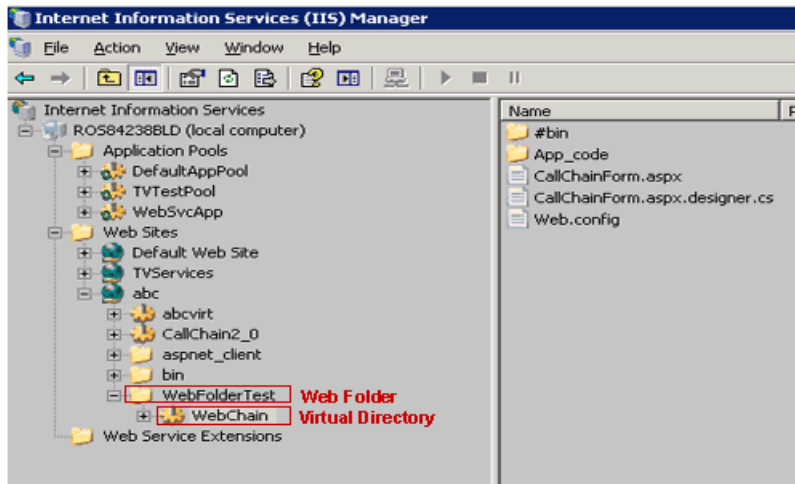 Internet Information Services (IIS) Manager
File Action View Window Help
Internet Information Services
ROS84238BLD (local computer)
Application Pools
DefaultAppPool
TVTestPool
WebSvcApp
Web Sites
Default Web Site
TVServices
abc
abcvirt
CallChain2_0
aspnet_client
bin
WebFolderTest Web Folder
WebChain Virtual Directory
Web Service Extensions
Name
#bin
App_code
CallChainForm.aspx
CallChainForm.aspx.designer.cs
Web.config